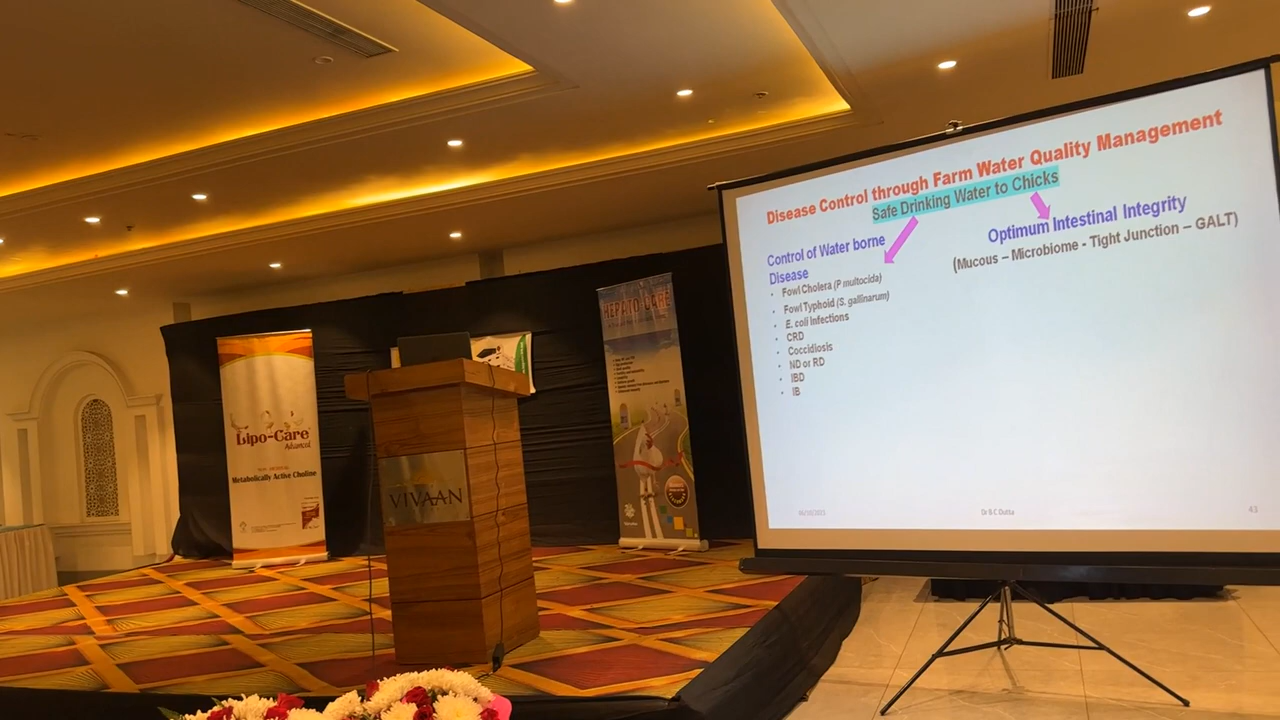 Disease Control through Farm Water Quality Management
Safe Drinking Water to Chicks
Control of Water borne
Disease
• Fowl Cholera (P multocida)
• Fowl Typhoid (S. gallinarum)
• E. coli Infections
• CRD
• Coccidiosis
• ND or RD
• IBD
• IB
Optimum Intestinal Integrity
(Mucous – Microbiome - Tight Junction – GALT)
Dr B.C Dutta
43
HEPATO CARE
Lipo-Care
Advanced
Metabolically Active Choline
VIVAAN